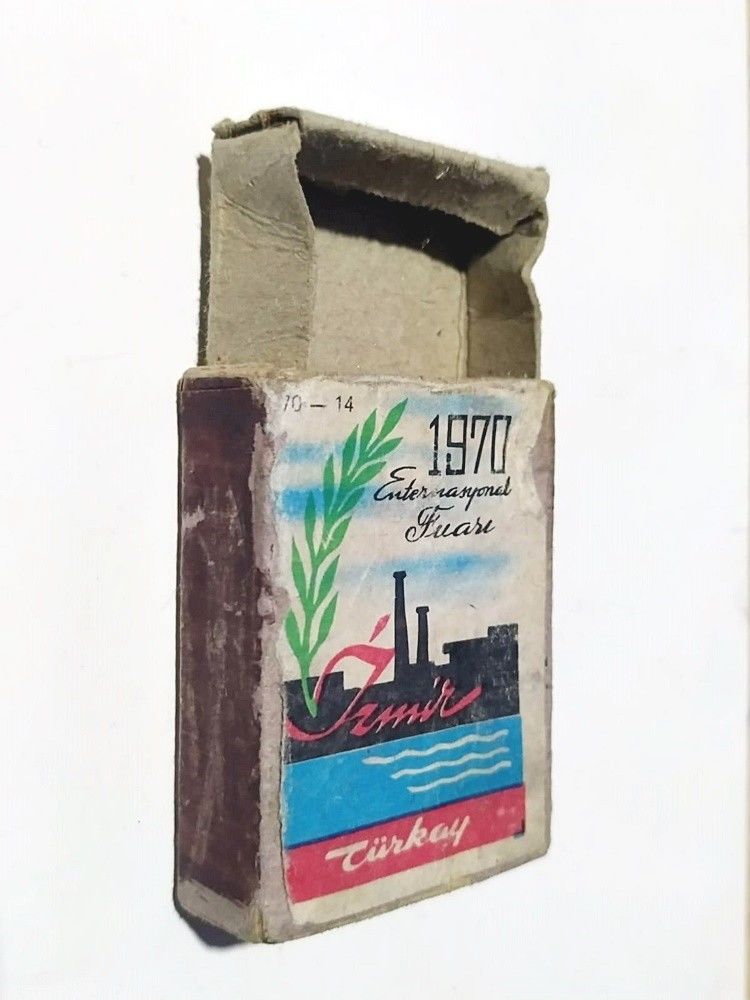 70 — 14
1970
Enternasyonal
Fuarı
İzmir
Türkay